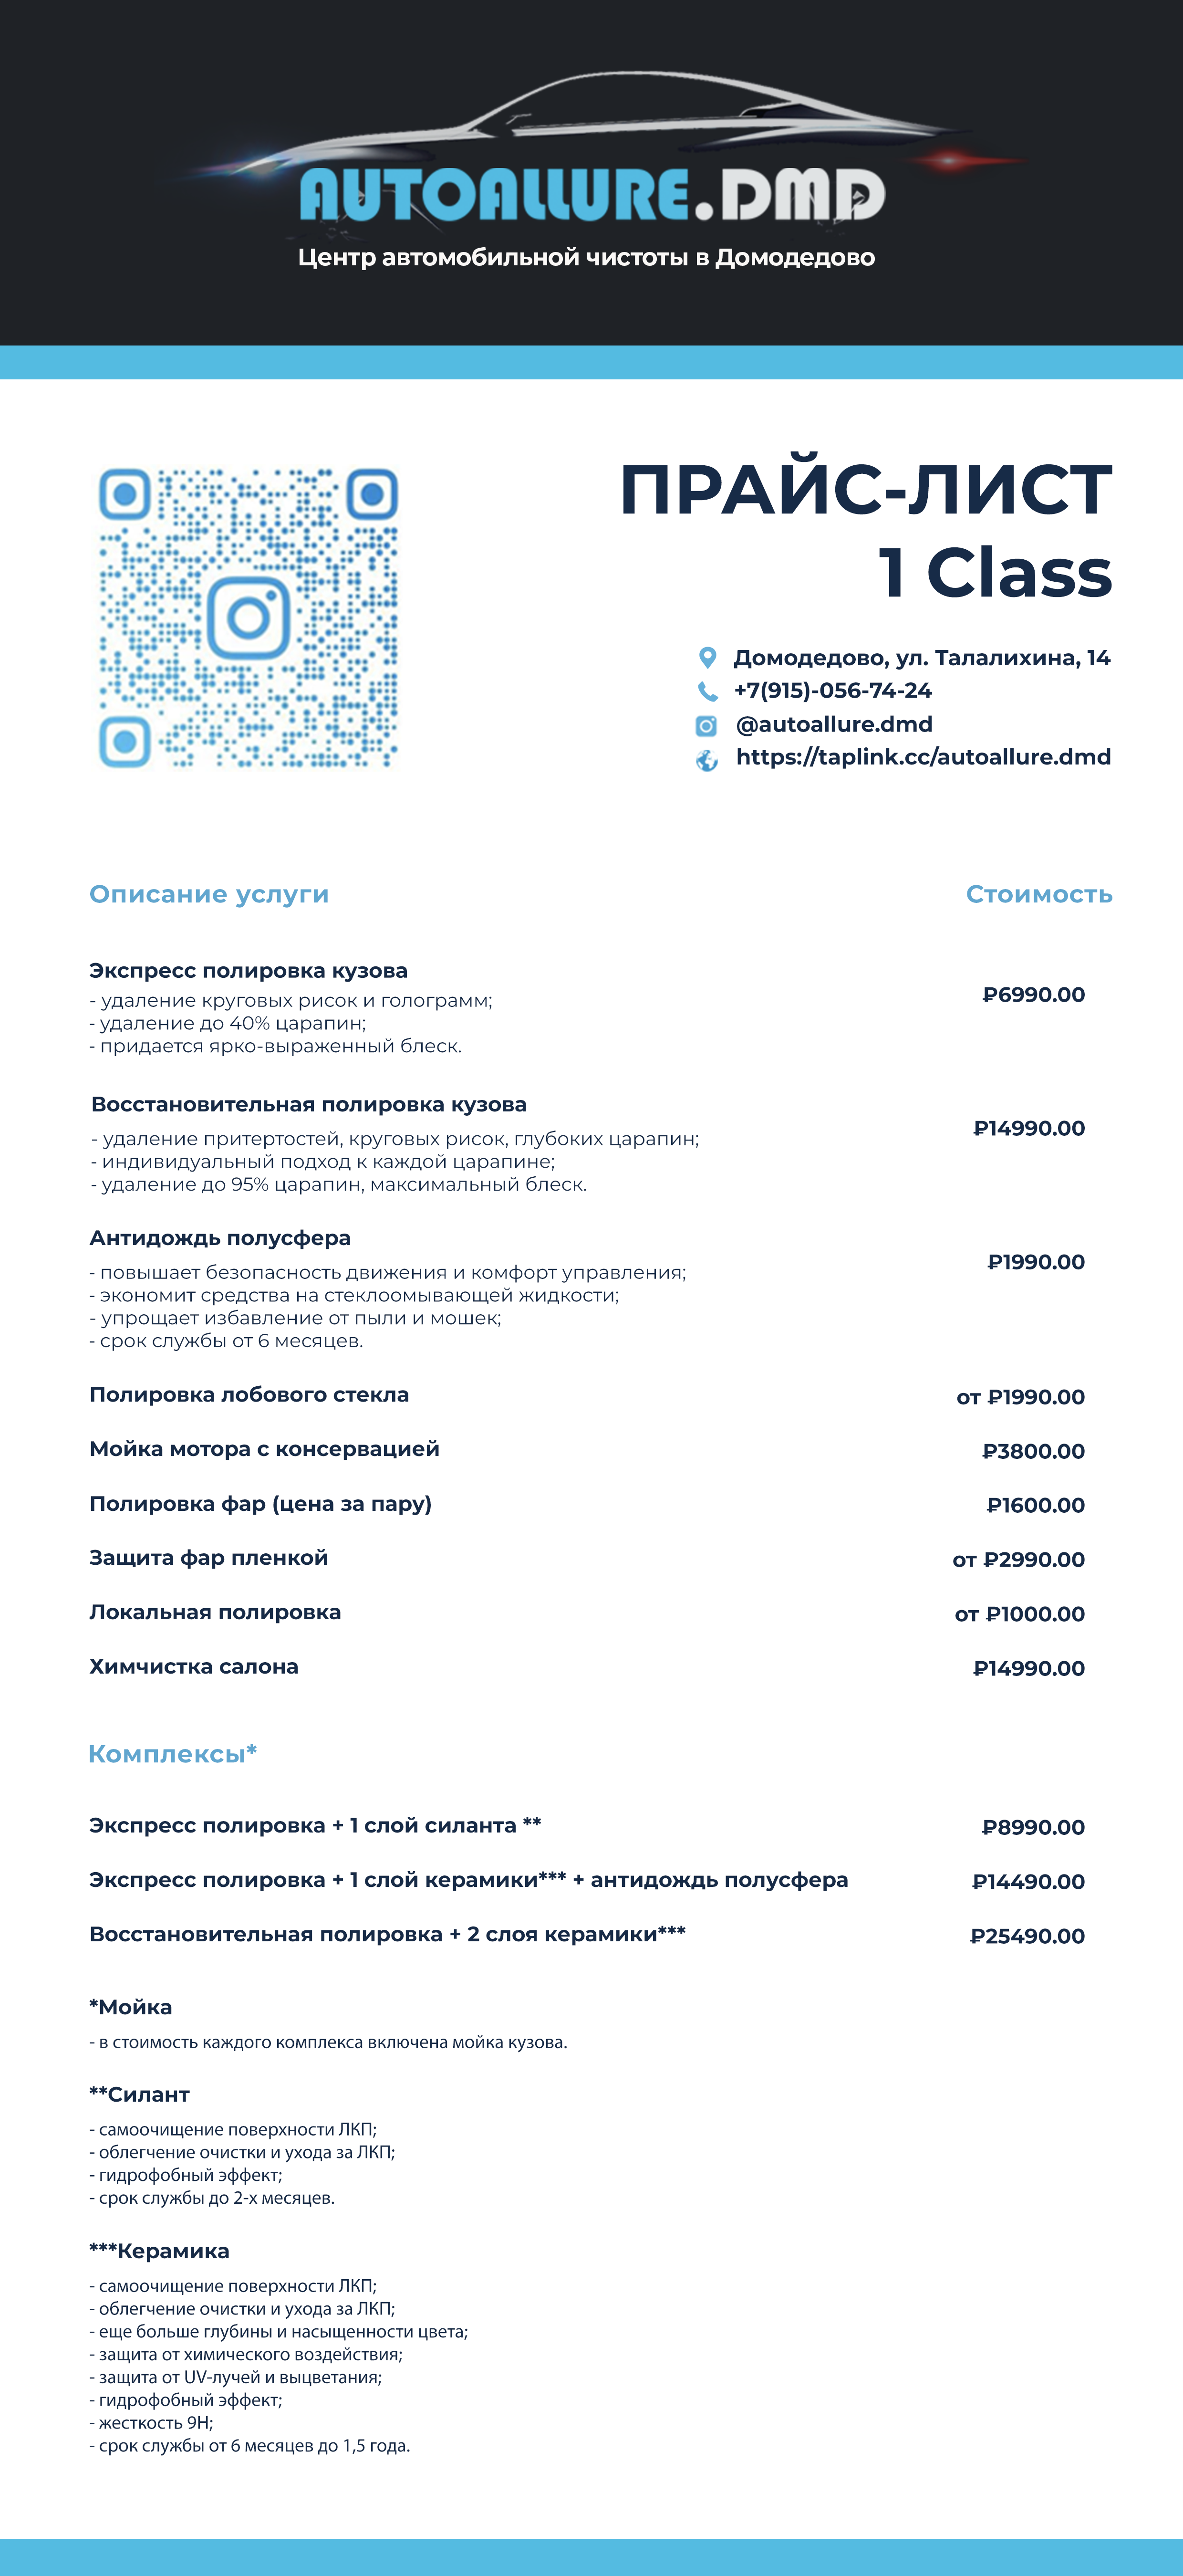 AUTOALLURE.DMD
Центр автомобильной чистоты в Домодедово
ПРАЙС-ЛИСТ
1 Class
Домодедово, ул. Талалихина, 14
+7(915)-056-74-24
@autoallure.dmd
https://taplink.cc/autoallure.dmd
Описание услуги Стоимость
Экспресс полировка кузова
₽6990.00
- удаление круговых рисок и голограмм;
- удаление до 40% царапин;
- придается ярко-выраженный блеск.
Восстановительная полировка кузова
₽14990.00
- удаление притертостей, круговых рисок, глубоких царапин;
- индивидуальный подход к каждой царапине;
- удаление до 95% царапин, максимальный блеск.
Антидождь полусфера
₽1990.00
- повышает безопасность движения и комфорт управления;
- экономит средства на стеклоомывающей жидкости;
- упрощает избавление от пыли и мошек;
- срок службы от 6 месяцев.
Полировка лобового стекла от ₽1990.00
Мойка мотора с консервацией ₽3800.00
Полировка фар (цена за пару) ₽1600.00
Защита фар пленкой от ₽2990.00
Локальная полировка от ₽1000.00
Химчистка салона ₽14990.00
Комплексы*
Экспресс полировка + 1 слой силанта ** ₽8990.00
Экспресс полировка + 1 слой керамики*** + антидождь полусфера ₽14490.00
Восстановительная полировка + 2 слоя керамики*** ₽25490.00
*Мойка
- в стоимость каждого комплекса включена мойка кузова.
**Силант
- самоочищение поверхности ЛКП;
- облегчение очистки и ухода за ЛКП;
- гидрофобный эффект;
- срок службы до 2-х месяцев.
***Керамика
- самоочищение поверхности ЛКП;
- облегчение очистки и ухода за ЛКП;
- еще больше глубины и насыщенности цвета;
- защита от химического воздействия;
- защита от UV-лучей и выцветания;
- гидрофобный эффект;
- жесткость 9H;
- срок службы от 6 месяцев до 1,5 года.